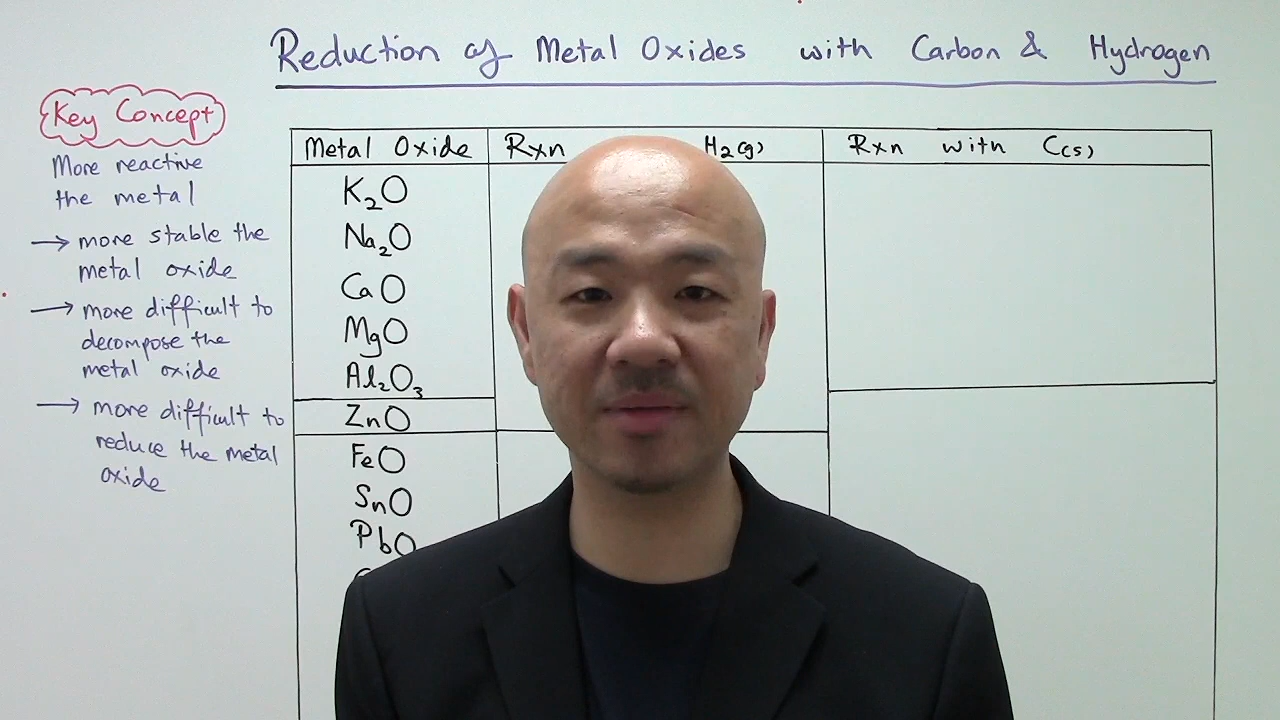 Reduction of Metal Oxides with Carbon & Hydrogen
Key Concept
More reactive
the metal
→ more stable the
metal oxide
→ more difficult to
decompose the
metal oxide
→ more difficult to
reduce the metal
oxide
Metal Oxide
Rxn H₂(g)
Rxn with C(s)
K₂O
Na₂O
CaO
MgO
Al₂O₃
ZnO
FeO
SnO
PbO